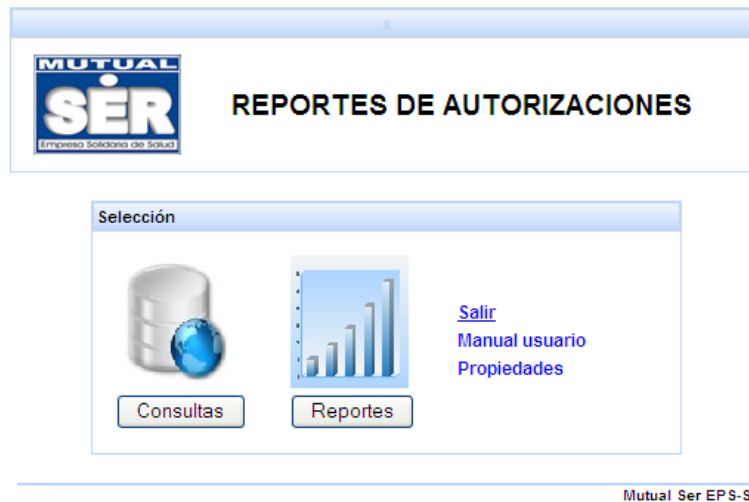 x
MUTUAL
SER
Empresa Solidaria de Salud
REPORTES DE AUTORIZACIONES
Selección
Salir
Manual usuario
Propiedades
Consultas
Reportes
Mutual Ser EPS-S